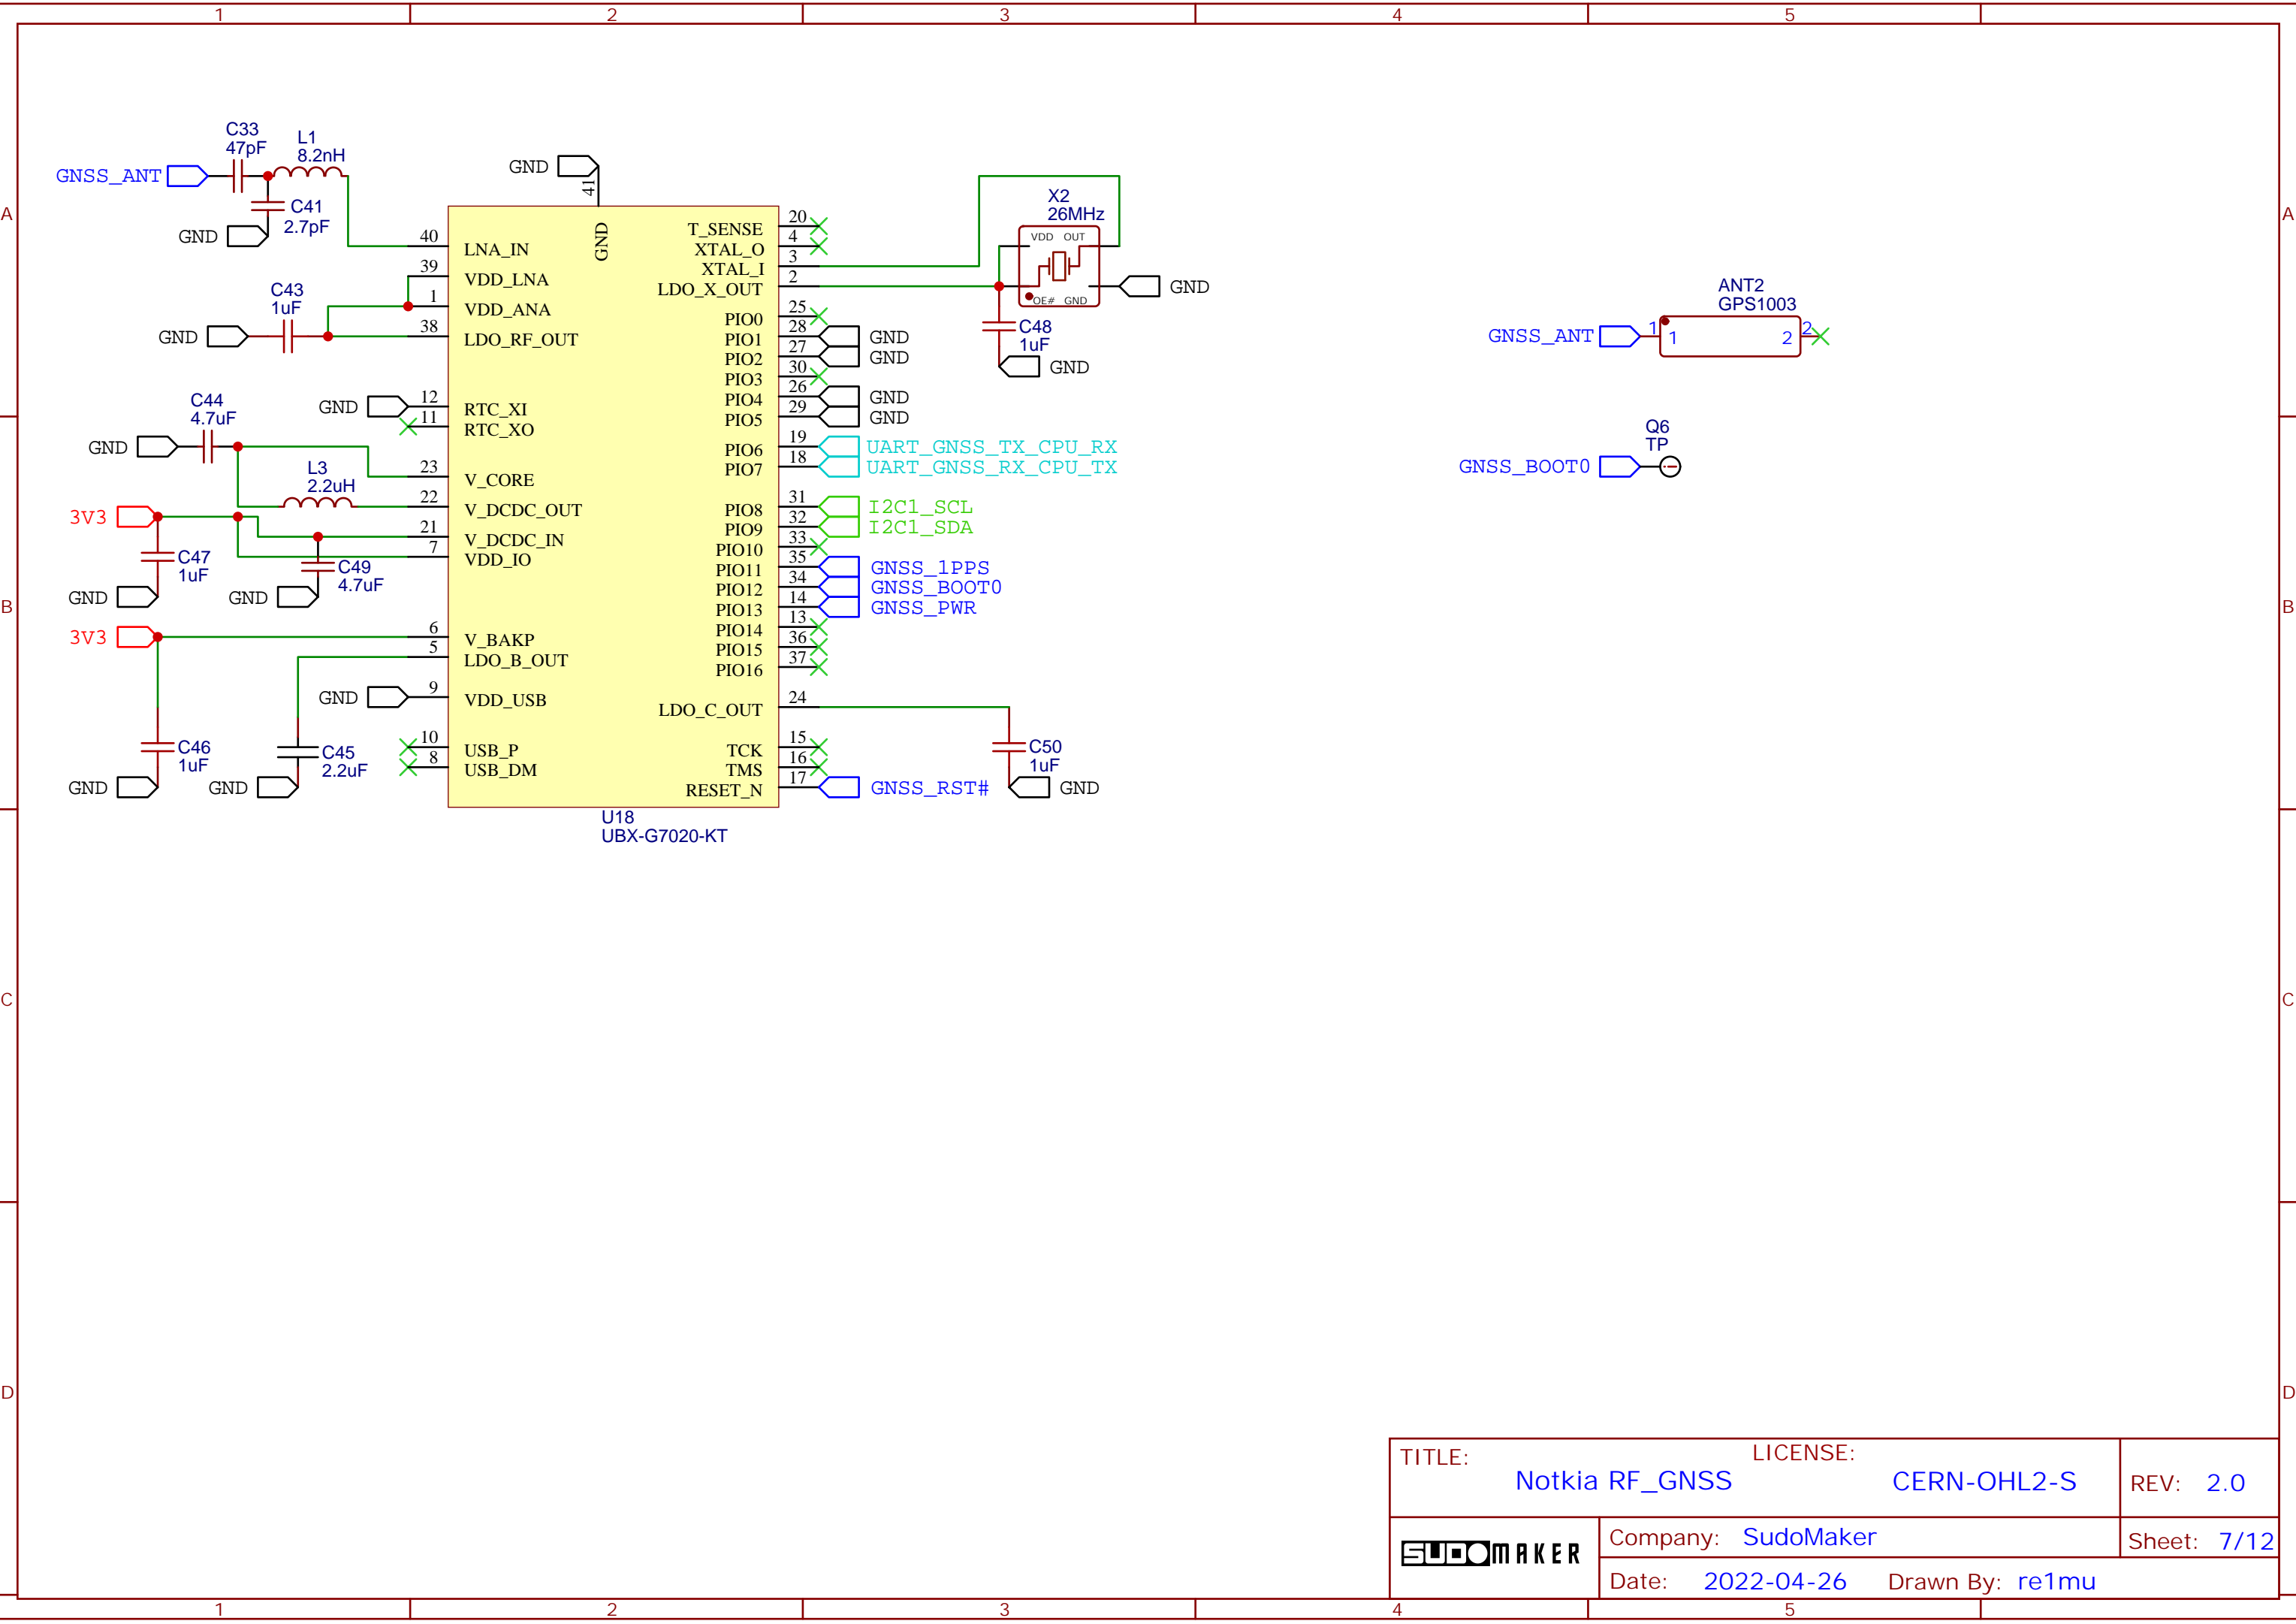 1 2 3 4 5
A A
B B
C C
D D
C33
47pF
L1
8.2nH
GNSS_ANT
C41
2.7pF
GND
GND
41
GND
40 LNA_IN
39 VDD_LNA
1 VDD_ANA
38 LDO_RF_OUT
C43
1uF
GND
GND
12 RTC_XI
11 RTC_XO
C44
4.7uF
GND
23 V_CORE
L3
2.2uH
22 V_DCDC_OUT
3V3
21 V_DCDC_IN
7 VDD_IO
C47
1uF
C49
4.7uF
GND
GND
3V3
6 V_BAKP
5 LDO_B_OUT
GND
9 VDD_USB
10 USB_P
8 USB_DM
C46
1uF
C45
2.2uF
GND
GND
T_SENSE 20
XTAL_O 4
XTAL_I 3
LDO_X_OUT 2
PIO0 25
PIO1 28 GND
PIO2 27 GND
PIO3 30
PIO4 26 GND
PIO5 29 GND
PIO6 19 UART_GNSS_TX_CPU_RX
PIO7 18 UART_GNSS_RX_CPU_TX
PIO8 31 I2C1_SCL
PIO9 32 I2C1_SDA
PIO10 33
PIO11 35 GNSS_1PPS
PIO12 34 GNSS_BOOT0
PIO13 14 GNSS_PWR
PIO14 13
PIO15 36
PIO16 37
LDO_C_OUT 24
TCK 15
TMS 16
RESET_N 17 GNSS_RST#
C50
1uF
GND
U18
UBX-G7020-KT
X2
26MHz
VDD OUT
OE# GND
GND
C48
1uF
GND
ANT2
GPS1003
GNSS_ANT 1 1 2 2
Q6
TP
GNSS_BOOT0
TITLE: Notkia RF_GNSS
LICENSE: CERN-OHL2-S
REV: 2.0
SUDOMAKER
Company: SudoMaker
Sheet: 7/12
Date: 2022-04-26
Drawn By: re1mu
1 2 3 4 5